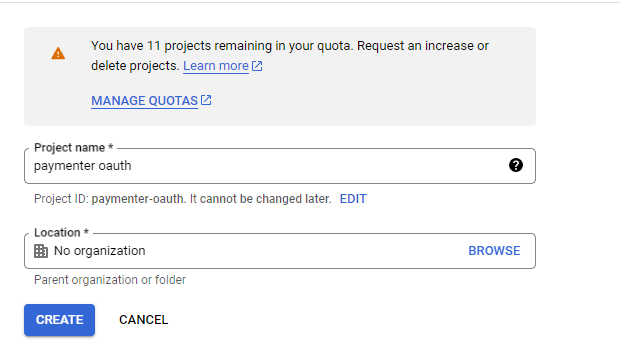 You have 11 projects remaining in your quota. Request an increase or
delete projects. Learn more
MANAGE QUOTAS
Project name *
paymenter oauth
Project ID: paymenter-oauth. It cannot be changed later. EDIT
Location *
No organization BROWSE
Parent organization or folder
CREATE CANCEL